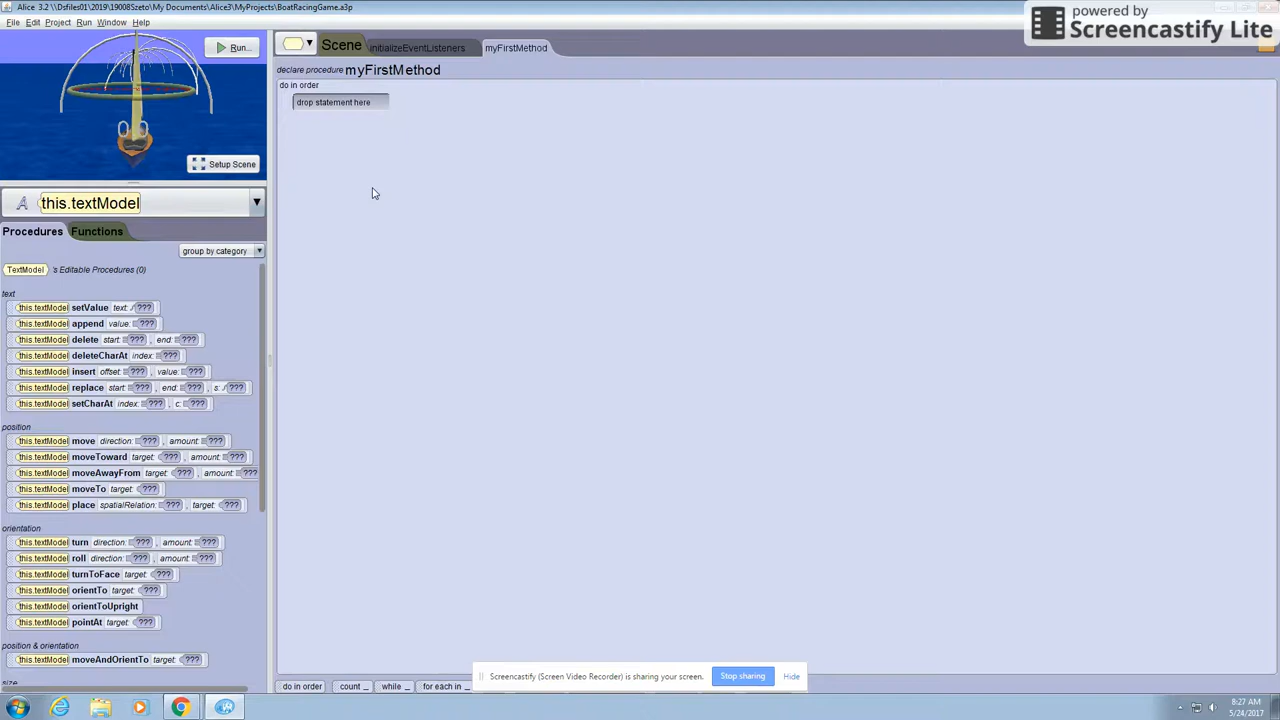 Alice 3.2 \\Dsfiles01\2019\19008Szeto\My Documents\Alice3\MyProjects\BoatRacingGame.a3p
File Edit Project Run Window Help
powered by
Screencastify Lite
Run...
Scene initializeEventListeners myFirstMethod
declare procedure myFirstMethod
do in order
drop statement here
Setup Scene
A this.textModel
Procedures Functions
group by category
TextModel 's Editable Procedures (0)
text
this.textModel setValue text: / ???
this.textModel append value: ???
this.textModel delete start: ??? , end: ???
this.textModel deleteCharAt index: ???
this.textModel insert offset: ??? , value: ???
this.textModel replace start: ??? , end: ??? , s: / ???
this.textModel setCharAt index: ??? , c: ???
position
this.textModel move direction: ??? , amount: ???
this.textModel moveToward target: ??? , amount: ???
this.textModel moveAwayFrom target: ??? , amount: ???
this.textModel moveTo target: ???
this.textModel place spatialRelation: ??? , target: ???
orientation
this.textModel turn direction: ??? , amount: ???
this.textModel roll direction: ??? , amount: ???
this.textModel turnToFace target: ???
this.textModel orientTo target: ???
this.textModel orientToUpright
this.textModel pointAt target: ???
position & orientation
this.textModel moveAndOrientTo target: ???
size
Screencastify (Screen Video Recorder) is sharing your screen. Stop sharing Hide
do in order count _ while _ for each in _
8:27 AM
5/24/2017